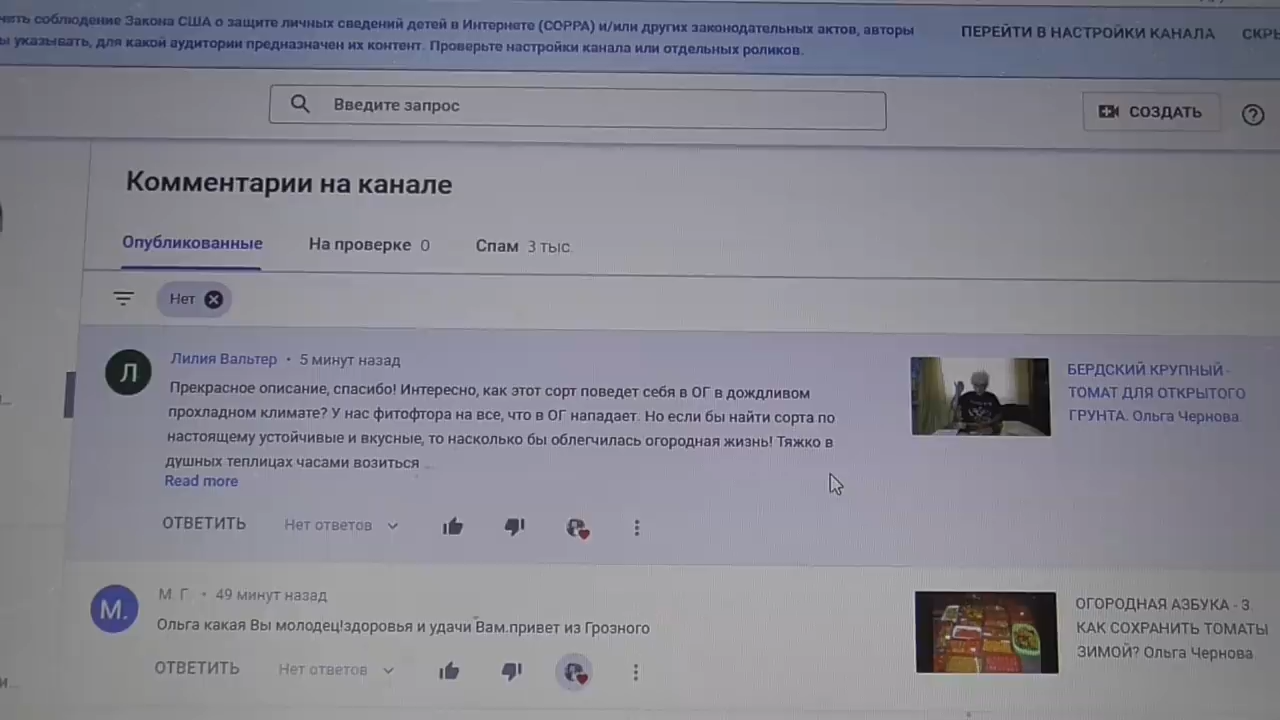 нять соблюдение Закона США о защите личных сведений детей в Интернете (COPPA) и/или других законодательных актов, авторы
ы указывать, для какой аудитории предназначен их контент. Проверьте настройки канала или отдельных роликов.
ПЕРЕЙТИ В НАСТРОЙКИ КАНАЛА
СКРЫ
Введите запрос
СОЗДАТЬ
Комментарии на канале
Опубликованные
На проверке 0
Спам 3 тыс.
Нет
Л
Лилия Вальтер • 5 минут назад
Прекрасное описание, спасибо! Интересно, как этот сорт поведет себя в ОГ в дождливом
прохладном климате? У нас фитофтора на все, что в ОГ нападает. Но если бы найти сорта по
настоящему устойчивые и вкусные, то насколько бы облегчилась огородная жизнь! Тяжко в
душных теплицах часами возиться ...
Read more
ОТВЕТИТЬ
Нет ответов
БЕРДСКИЙ КРУПНЫЙ -
ТОМАТ ДЛЯ ОТКРЫТОГО
ГРУНТА. Ольга Чернова.
М.
М. Г. • 49 минут назад
Ольга какая Вы молодец!здоровья и удачи Вам.привет из Грозного
ОТВЕТИТЬ
Нет ответов
ОГОРОДНАЯ АЗБУКА - 3.
КАК СОХРАНИТЬ ТОМАТЫ
ЗИМОЙ? Ольга Чернова